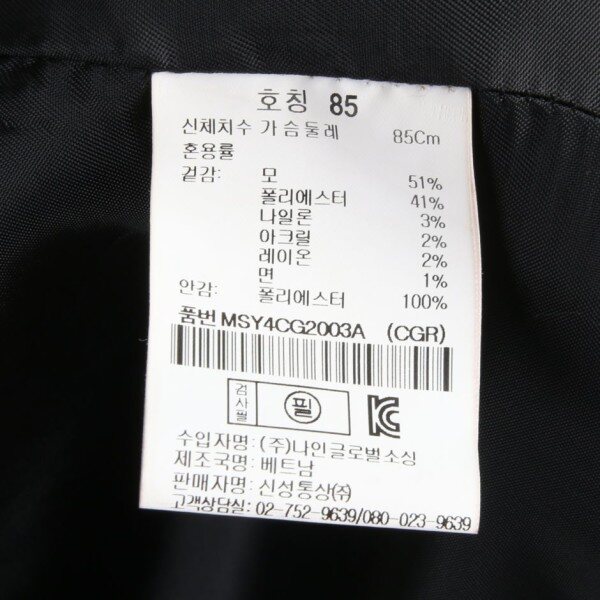 호칭 85
신체치수 가슴둘레 85Cm
혼용률
겉감: 모 51%
폴리에스터 41%
나일론 3%
아크릴 2%
레이온 2%
면 1%
안감: 폴리에스터 100%
품번 MSY4CG2003A (CGR)
검사필 필
수입자명: (주)나인글로벌소싱
제조국명: 베트남
판매자명: 신성통상㈜
고객상담실: 02-752-9639/080-023-9639